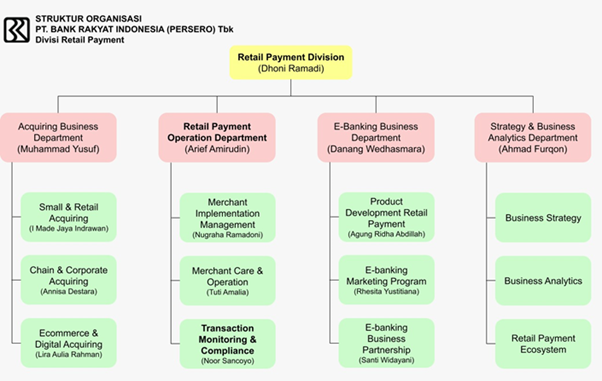 STRUKTUR ORGANISASI
PT. BANK RAKYAT INDONESIA (PERSERO) Tbk
Divisi Retail Payment
Retail Payment Division
(Dhoni Ramadi)
Acquiring Business
Department
(Muhammad Yusuf)
Small & Retail
Acquiring
(I Made Jaya Indrawan)
Chain & Corporate
Acquiring
(Annisa Destara)
Ecommerce &
Digital Acquiring
(Lira Aulia Rahman)
Retail Payment
Operation Department
(Arief Amirudin)
Merchant
Implementation
Management
(Nugraha Ramadoni)
Merchant Care &
Operation
(Tuti Amalia)
Transaction
Monitoring &
Compliance
(Noor Sancoyo)
E-Banking Business
Department
(Danang Wedhasmara)
Product
Development Retail
Payment
(Agung Ridha Abdillah)
E-banking
Marketing Program
(Rhesita Yustitiana)
E-banking
Business
Partnership
(Santi Widayani)
Strategy & Business
Analytics Department
(Ahmad Furqon)
Business Strategy
Business Analytics
Retail Payment
Ecosystem